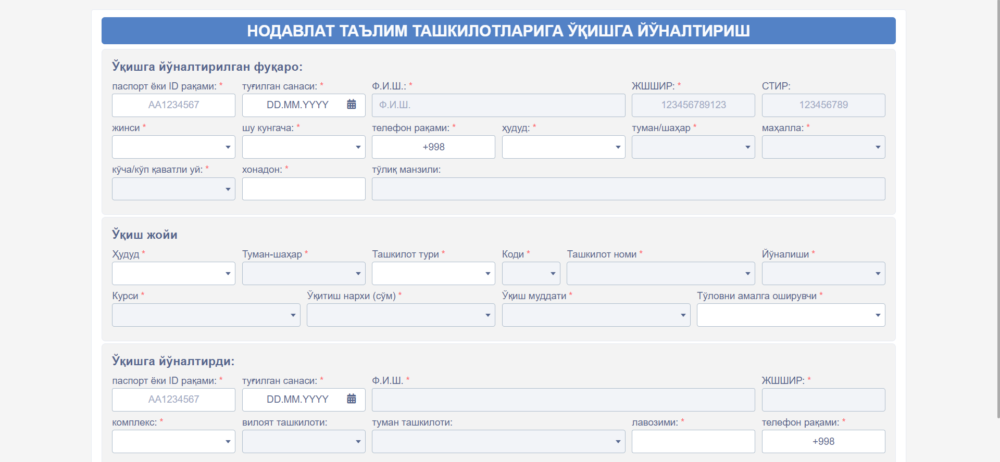 НОДАВЛАТ ТАЪЛИМ ТАШКИЛОТЛАРИГА ЎҚИШГА ЙЎНАЛТИРИШ
Ўқишга йўналтирилган фуқаро:
паспорт ёки ID рақами: * туғилган санаси: * Ф.И.Ш.: * ЖШШИР: * СТИР:
AA1234567 DD.MM.YYYY Ф.И.Ш. 123456789123 123456789
жинси * шу кунгача: * телефон рақами: * ҳудуд: * туман/шаҳар * маҳалла: *
+998
кўча/кўп қаватли уй: * хонадон: * тўлиқ манзили:
Ўқиш жойи
Ҳудуд * Туман-шаҳар * Ташкилот тури * Коди * Ташкилот номи * Йўналиши *
Курси * Ўқитиш нархи (сўм) * Ўқиш муддати * Тўловни амалга оширувчи *
Ўқишга йўналтирди:
паспорт ёки ID рақами: * туғилган санаси: * Ф.И.Ш. * ЖШШИР: *
AA1234567 DD.MM.YYYY
комплекс: * вилоят ташкилоти: туман ташкилоти: лавозими: * телефон рақами: *
+998